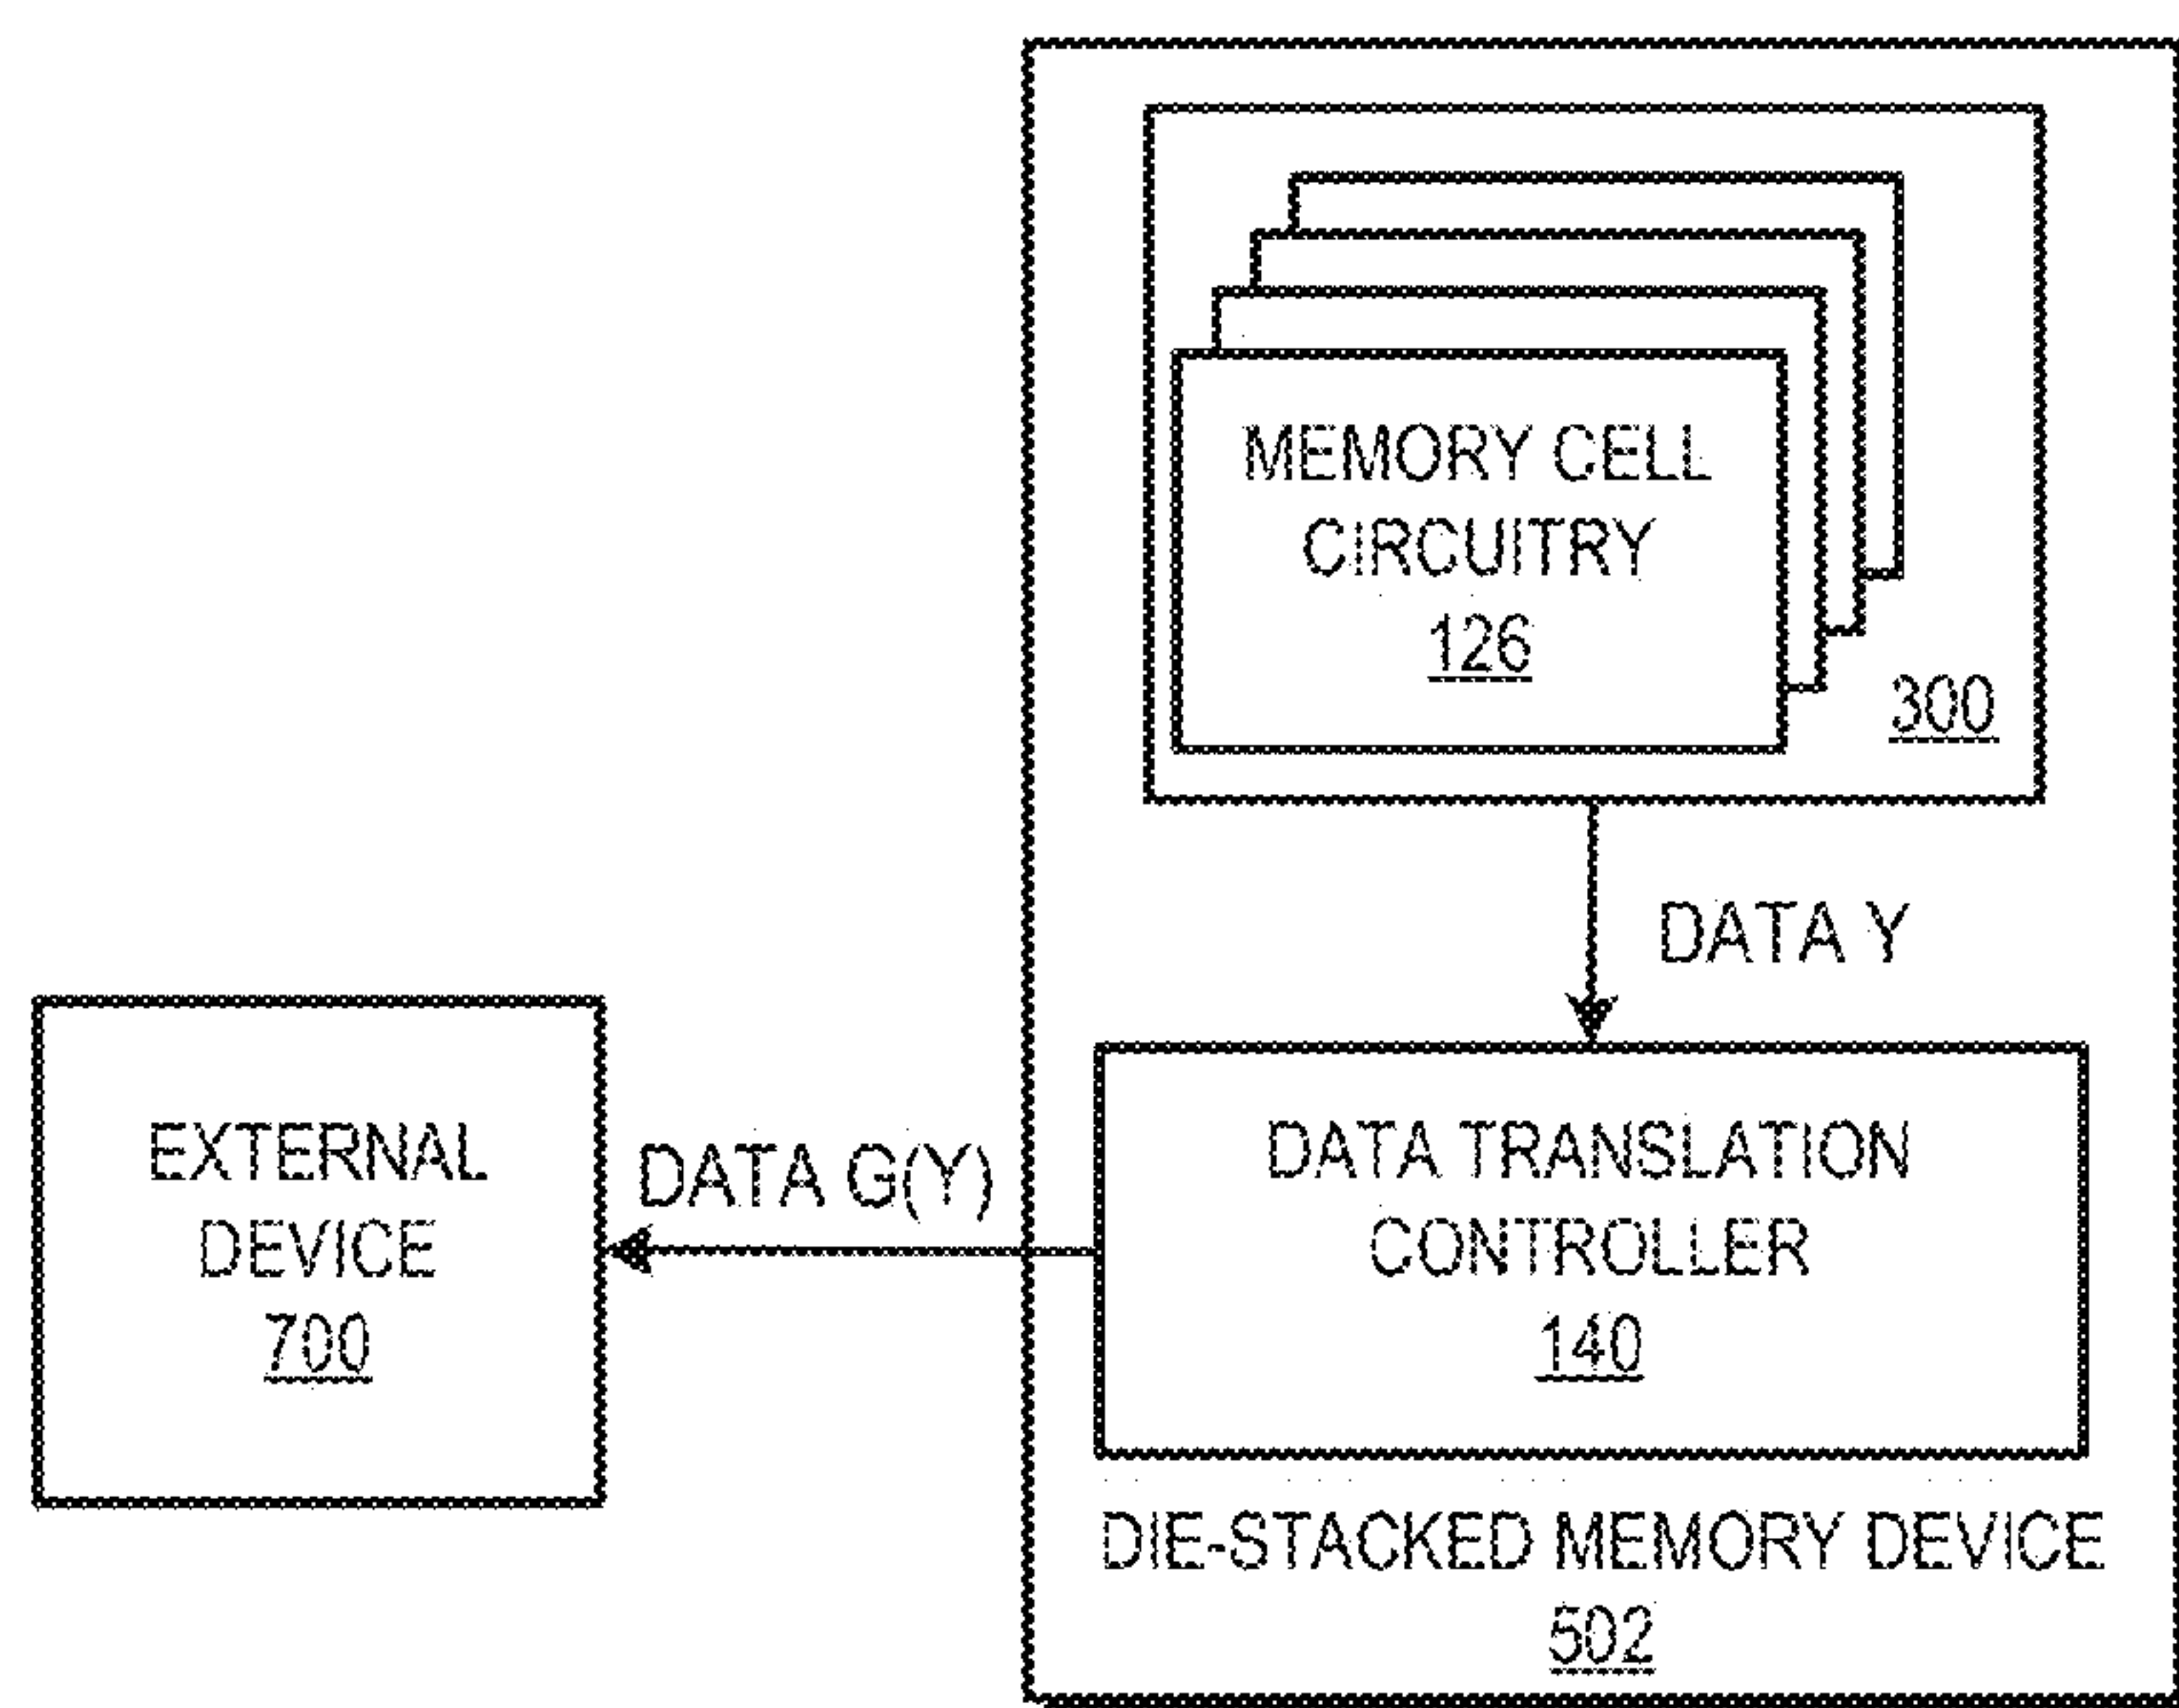 MEMORY CELL
CIRCUITRY
126
300
DATA Y
EXTERNAL
DEVICE
700
DATA G(Y)
DATA TRANSLATION
CONTROLLER
140
DIE-STACKED MEMORY DEVICE
502